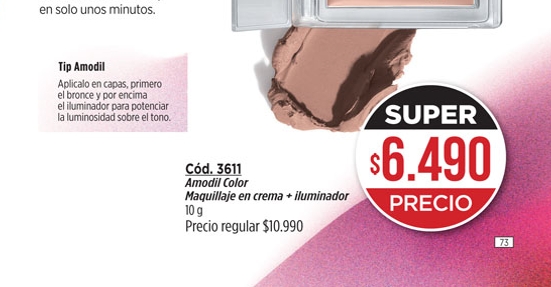 en solo unos minutos.
Tip Amodil
Aplicalo en capas, primero
el bronce y por encima
el iluminador para potenciar
la luminosidad sobre el tono.
SUPER
$6.490
PRECIO
Cód. 3611
Amodil Color
Maquillaje en crema + iluminador
10 g
Precio regular $10.990
73